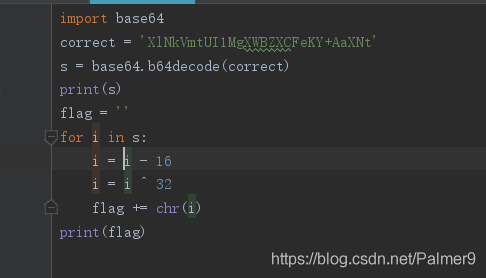 import base64
correct = 'XlNkVmtUI1MgXWBZXCFeKY+AaXNt'
s = base64.b64decode(correct)
print(s)
flag = ''
for i in s:
i = i - 16
i = i ^ 32
flag += chr(i)
print(flag)
https://blog.csdn.net/Palmer9